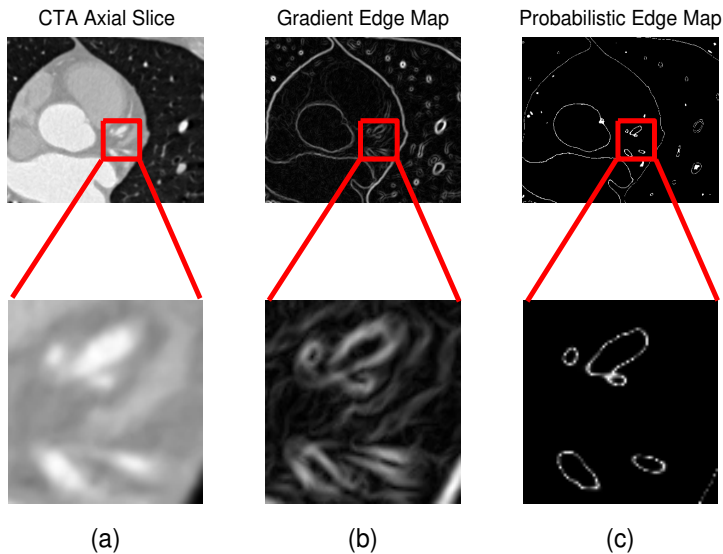 CTA Axial Slice
Gradient Edge Map
Probabilistic Edge Map
(a)
(b)
(c)